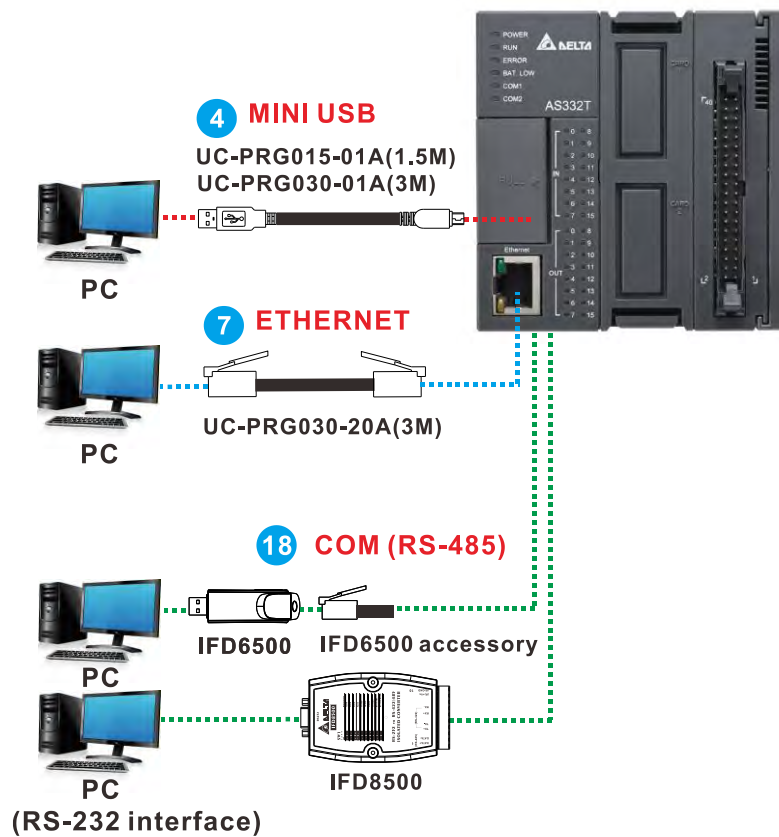 POWER
RUN
ERROR
BAT. LOW
COM1
COM2
DELTA
AS332T
CARD
IN
0 8
1 9
2 10
3 11
4 12
5 13
6 14
7 15
OUT
0 8
1 9
2 10
3 11
4 12
5 13
6 14
7 15
Ethernet
4 MINI USB
UC-PRG015-01A(1.5M)
UC-PRG030-01A(3M)
PC
7 ETHERNET
UC-PRG030-20A(3M)
PC
18 COM (RS-485)
IFD6500
IFD6500 accessory
PC
DELTA
IFD8500
PC
(RS-232 interface)